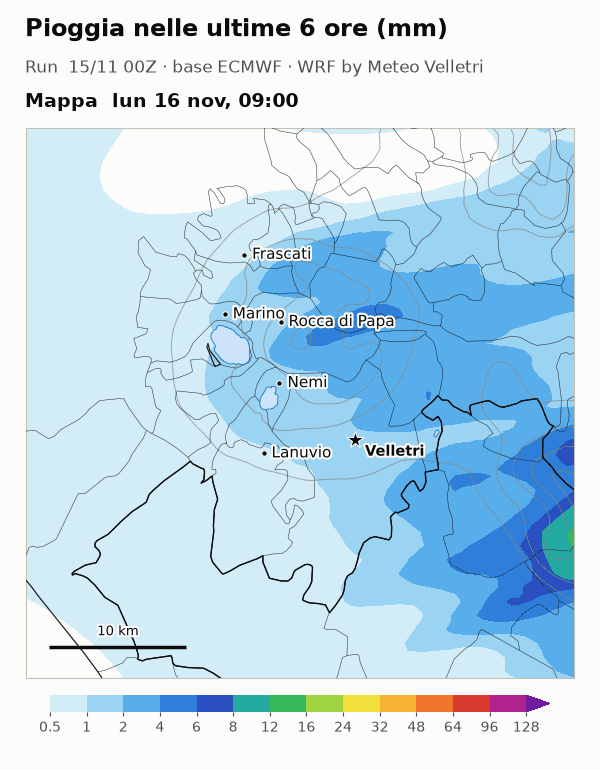 Pioggia nelle ultime 6 ore (mm)
Run  15/11 00Z · base ECMWF · WRF by Meteo Velletri
Mappa  lun 16 nov, 09:00
Frascati
Marino
Rocca di Papa
Nemi
Velletri
Lanuvio
10 km
0.5 1 2 4 6 8 12 16 24 32 48 64 96 128